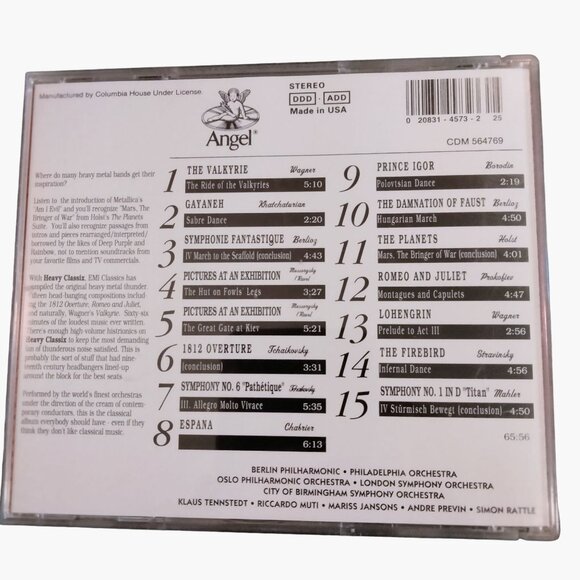 Manufactured by Columbia House Under License.
Angel®
STEREO
DDD · ADD
Made in USA
0 20831 - 4573 - 2 25
CDM 564769
Where do many heavy metal bands get their
inspiration?
Listen to the introduction of Metallica's
"Am I Evil" and you'll recognize "Mars, The
Bringer of War" from Holst's The Planets
Suite. You'll also recognize passages from
intros and pieces rearranged/interpreted/
borrowed by the likes of Deep Purple and
Rainbow, not to mention soundtracks from
your favorite films and TV commercials.
With Heavy Classix, EMI Classics has
compiled the original heavy metal thunder.
Fifteen head-banging compositions including
the 1812 Overture, Romeo and Juliet,
and naturally, Wagner's Valkyrie. Sixty-six
minutes of the loudest music ever written.
There's enough high-volume histrionics on
Heavy Classix to keep the most demanding
fan of thunderous noise satisfied. This is
probably the sort of stuff that had nine-
teenth century headbangers lined-up
around the block for the best seats.
Performed by the world's finest orchestras
under the direction of the cream of contem-
porary conductors, this is the classical
album everybody should have - even if they
think they don't like classical music.
1 THE VALKYRIE Wagner
The Ride of the Valkyries 5:10
2 GAYANEH Khatchaturian
Sabre Dance 2:20
3 SYMPHONIE FANTASTIQUE Berlioz
IV March to the Scaffold (conclusion) 4:43
4 PICTURES AT AN EXHIBITION Mussorgsky/Ravel
The Hut on Fowls' Legs 3:27
5 PICTURES AT AN EXHIBITION Mussorgsky/Ravel
The Great Gate at Kiev 5:21
6 1812 OVERTURE Tchaikovsky
(conclusion) 3:31
7 SYMPHONY NO. 6 "Pathétique" Tchaikovsky
III. Allegro Molto Vivace 5:35
8 ESPANA Chabrier
6:13
9 PRINCE IGOR Borodin
Polovtsian Dance 2:19
10 THE DAMNATION OF FAUST Berlioz
Hungarian March 4:50
11 THE PLANETS Holst
Mars, The Bringer of War (conclusion) 4:01
12 ROMEO AND JULIET Prokofiev
Montagues and Capulets 4:47
13 LOHENGRIN Wagner
Prelude to Act III 2:56
14 THE FIREBIRD Stravinsky
Infernal Dance 4:56
15 SYMPHONY NO. 1 IN D "Titan" Mahler
IV Stürmisch Bewegt (conclusion) 4:50
65:56
BERLIN PHILHARMONIC • PHILADELPHIA ORCHESTRA
OSLO PHILHARMONIC ORCHESTRA • LONDON SYMPHONY ORCHESTRA
CITY OF BIRMINGHAM SYMPHONY ORCHESTRA
KLAUS TENNSTEDT • RICCARDO MUTI • MARISS JANSONS • ANDRE PREVIN • SIMON RATTLE